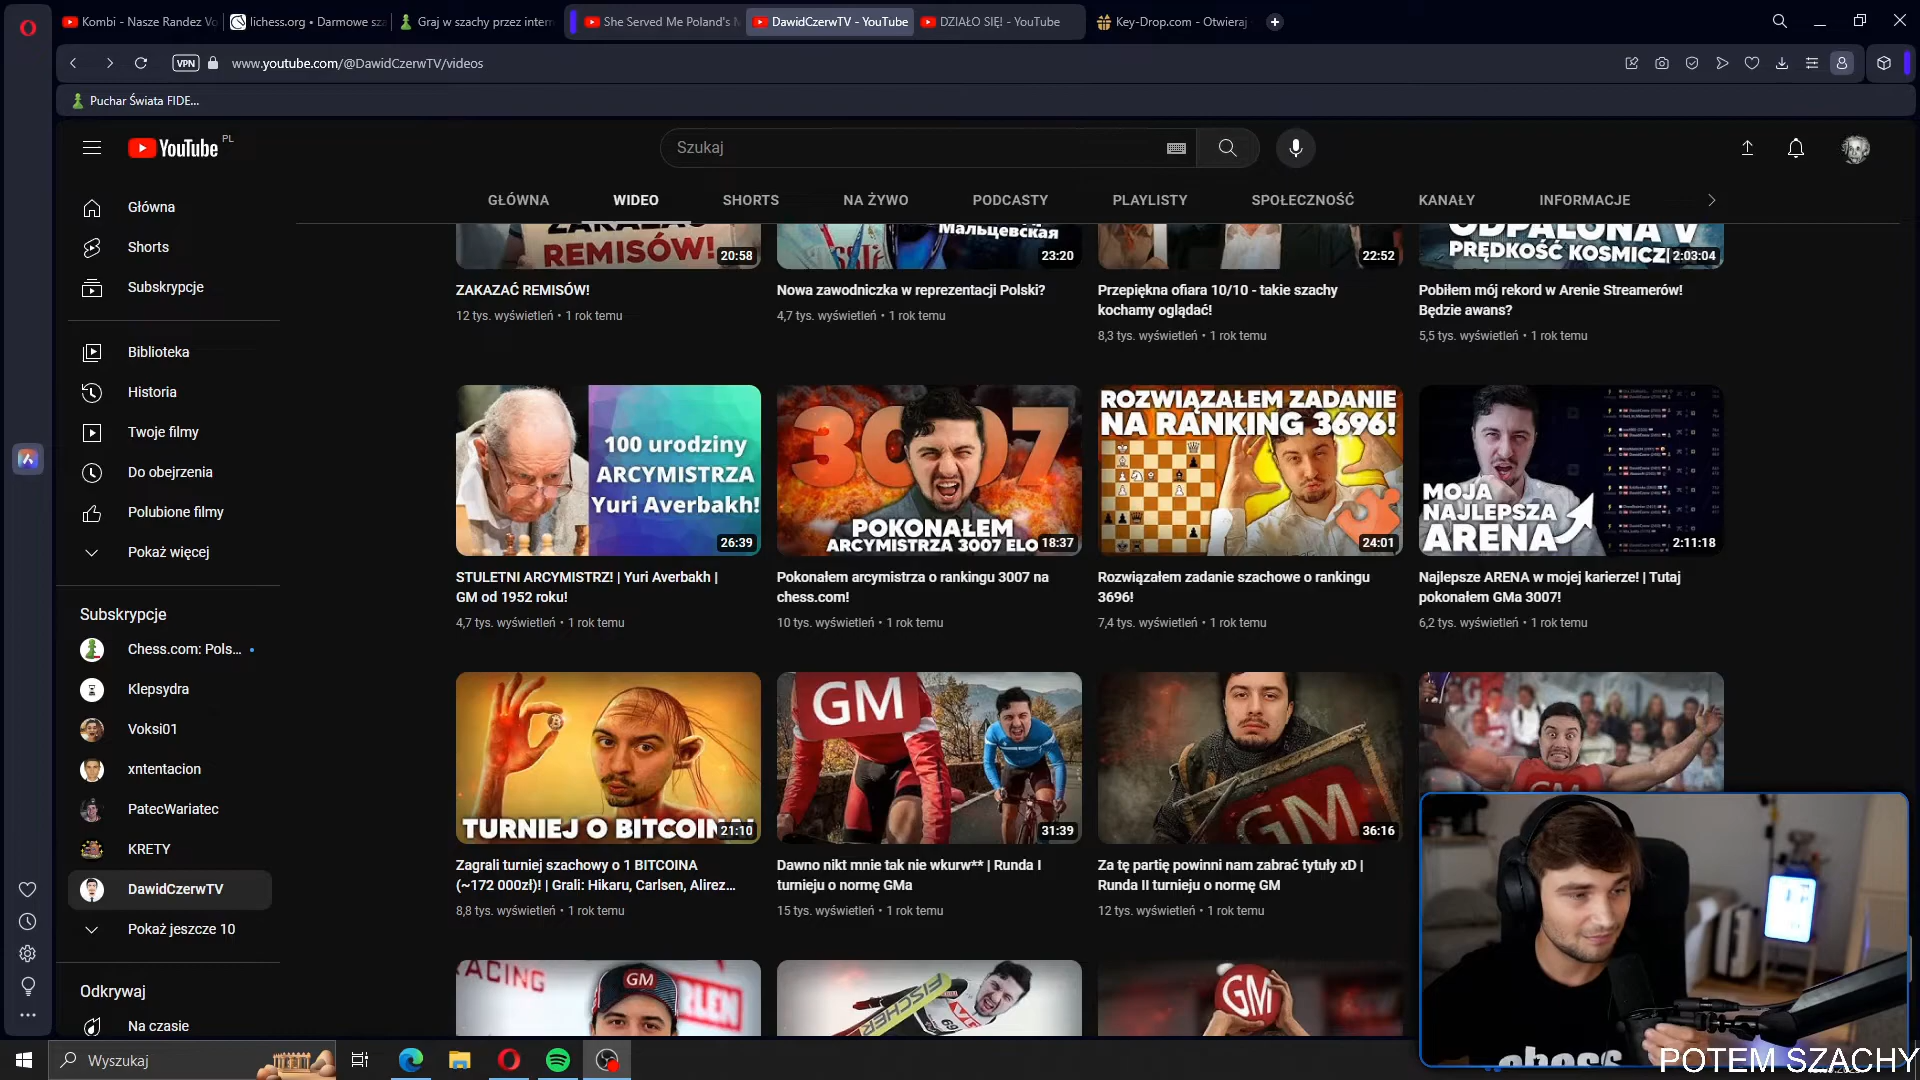 Kombi - Nasze Randez Vo
lichess.org • Darmowe sza
Graj w szachy przez intern
She Served Me Poland's M
DawidCzerwTV - YouTube
DZIAŁO SIĘ! - YouTube
Key-Drop.com - Otwieraj
VPN
www.youtube.com/@DawidCzerwTV/videos
Puchar Świata FIDE...
YouTube PL
Szukaj
GŁÓWNA
WIDEO
SHORTS
NA ŻYWO
PODCASTY
PLAYLISTY
SPOŁECZNOŚĆ
KANAŁY
INFORMACJE
Główna
Shorts
Subskrypcje
Biblioteka
Historia
Twoje filmy
Do obejrzenia
Polubione filmy
Pokaż więcej
Subskrypcje
Chess.com: Pols...
Klepsydra
Voksi01
xntentacion
PatecWariatec
KRETY
DawidCzerwTV
Pokaż jeszcze 10
Odkrywaj
Na czasie
ZAKAZAĆ
REMISÓW!
20:58
ZAKAZAĆ REMISÓW!
12 tys. wyświetleń • 1 rok temu
Мальцевская
23:20
Nowa zawodniczka w reprezentacji Polski?
4,7 tys. wyświetleń • 1 rok temu
22:52
Przepiękna ofiara 10/10 - takie szachy
kochamy oglądać!
8,3 tys. wyświetleń • 1 rok temu
ODPALONA V
PRĘDKOŚĆ KOSMICZ
2:03:04
Pobiłem mój rekord w Arenie Streamerów!
Będzie awans?
5,5 tys. wyświetleń • 1 rok temu
100 urodziny
ARCYMISTRZA
Yuri Averbakh!
26:39
STULETNI ARCYMISTRZ! | Yuri Averbakh |
GM od 1952 roku!
4,7 tys. wyświetleń • 1 rok temu
3007
POKONAŁEM
ARCYMISTRZA 3007 ELO
18:37
Pokonałem arcymistrza o rankingu 3007 na
chess.com!
10 tys. wyświetleń • 1 rok temu
ROZWIĄZAŁEM ZADANIE
NA RANKING 3696!
24:01
Rozwiązałem zadanie szachowe o rankingu
3696!
7,4 tys. wyświetleń • 1 rok temu
MOJA
NAJLEPSZA
ARENA
2:11:18
Najlepsze ARENA w mojej karierze! | Tutaj
pokonałem GMa 3007!
6,2 tys. wyświetleń • 1 rok temu
TURNIEJ O BITCOINA!
21:10
Zagrali turniej szachowy o 1 BITCOINA
(~172 000zł)! | Grali: Hikaru, Carlsen, Alirez...
8,8 tys. wyświetleń • 1 rok temu
GM
31:39
Dawno nikt mnie tak nie wkurw** | Runda I
turnieju o normę GMa
15 tys. wyświetleń • 1 rok temu
GM
36:16
Za tę partię powinni nam zabrać tytuły xD |
Runda II turnieju o normę GM
12 tys. wyświetleń • 1 rok temu
GM
ACING
GM
FISCHER
69
GM
chess
Wyszukaj
POTEM SZACHY